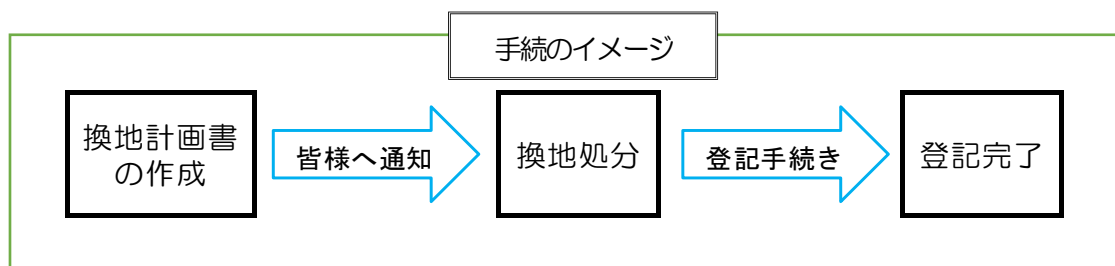 手続のイメージ
換地計画書
の作成
皆様へ通知
換地処分
登記手続き
登記完了